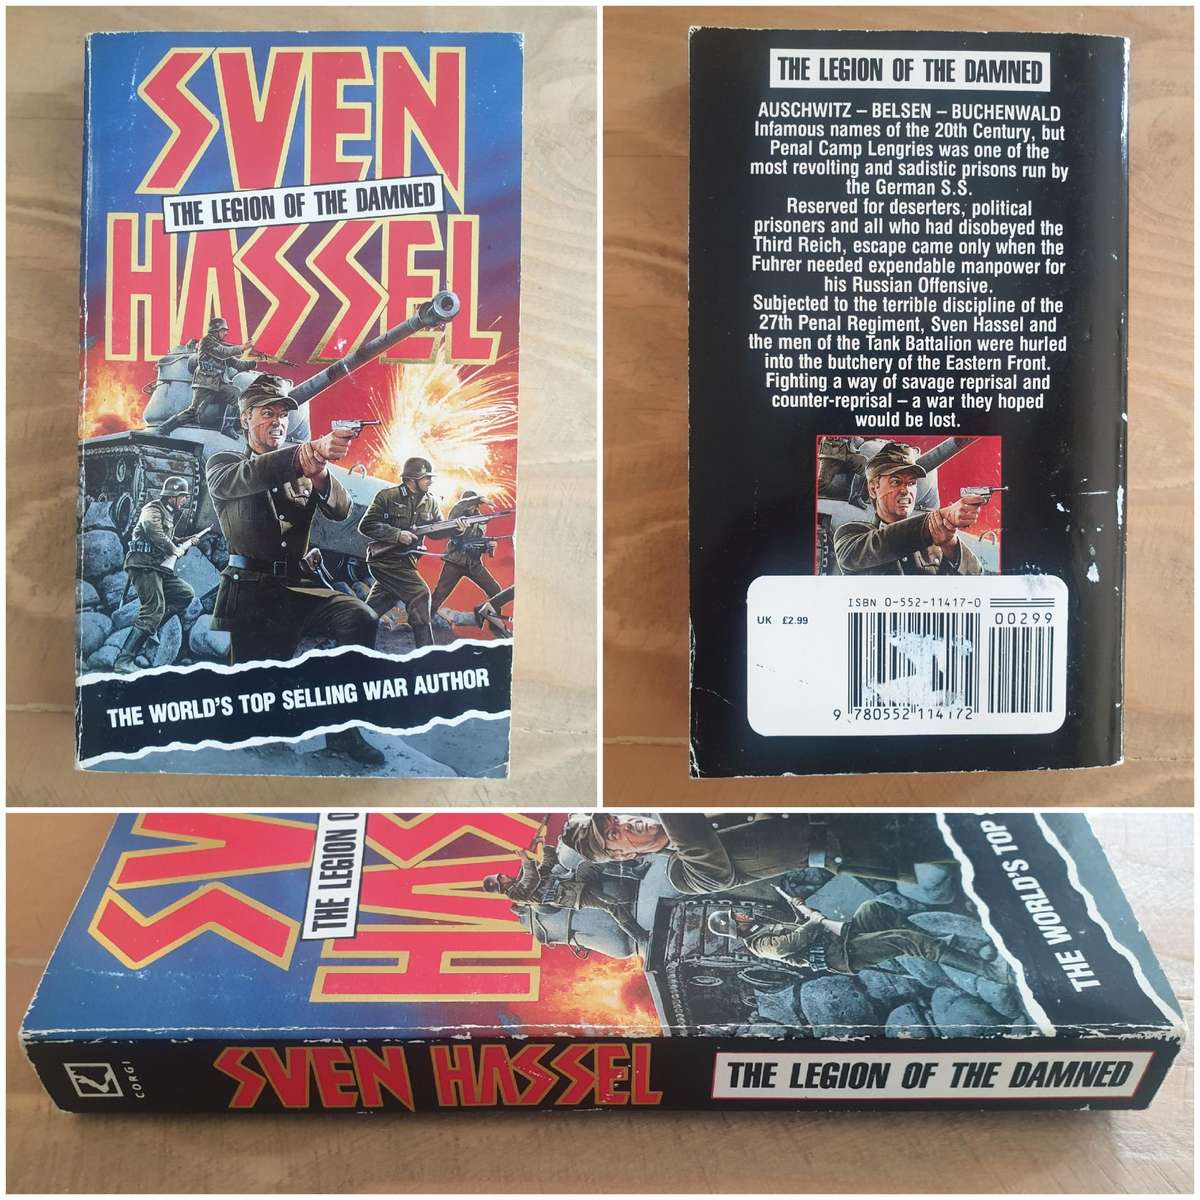 SVEN
THE LEGION OF THE DAMNED
HASSEL
THE WORLD'S TOP SELLING WAR AUTHOR
THE LEGION OF THE DAMNED
AUSCHWITZ – BELSEN – BUCHENWALD
Infamous names of the 20th Century, but
Penal Camp Lengries was one of the
most revolting and sadistic prisons run by
the German S.S.
Reserved for deserters, political
prisoners and all who had disobeyed the
Third Reich, escape came only when the
Fuhrer needed expendable manpower for
his Russian Offensive.
Subjected to the terrible discipline of the
27th Penal Regiment, Sven Hassel and
the men of the Tank Battalion were hurled
into the butchery of the Eastern Front.
Fighting a way of savage reprisal and
counter-reprisal – a war they hoped
would be lost.
ISBN 0-552-11417-0
UK £2.99
00299
9 780552 114172
SV
THE LEGION O
HAS
THE WORLD'S TOP S
CORGI
SVEN HASSEL
THE LEGION OF THE DAMNED